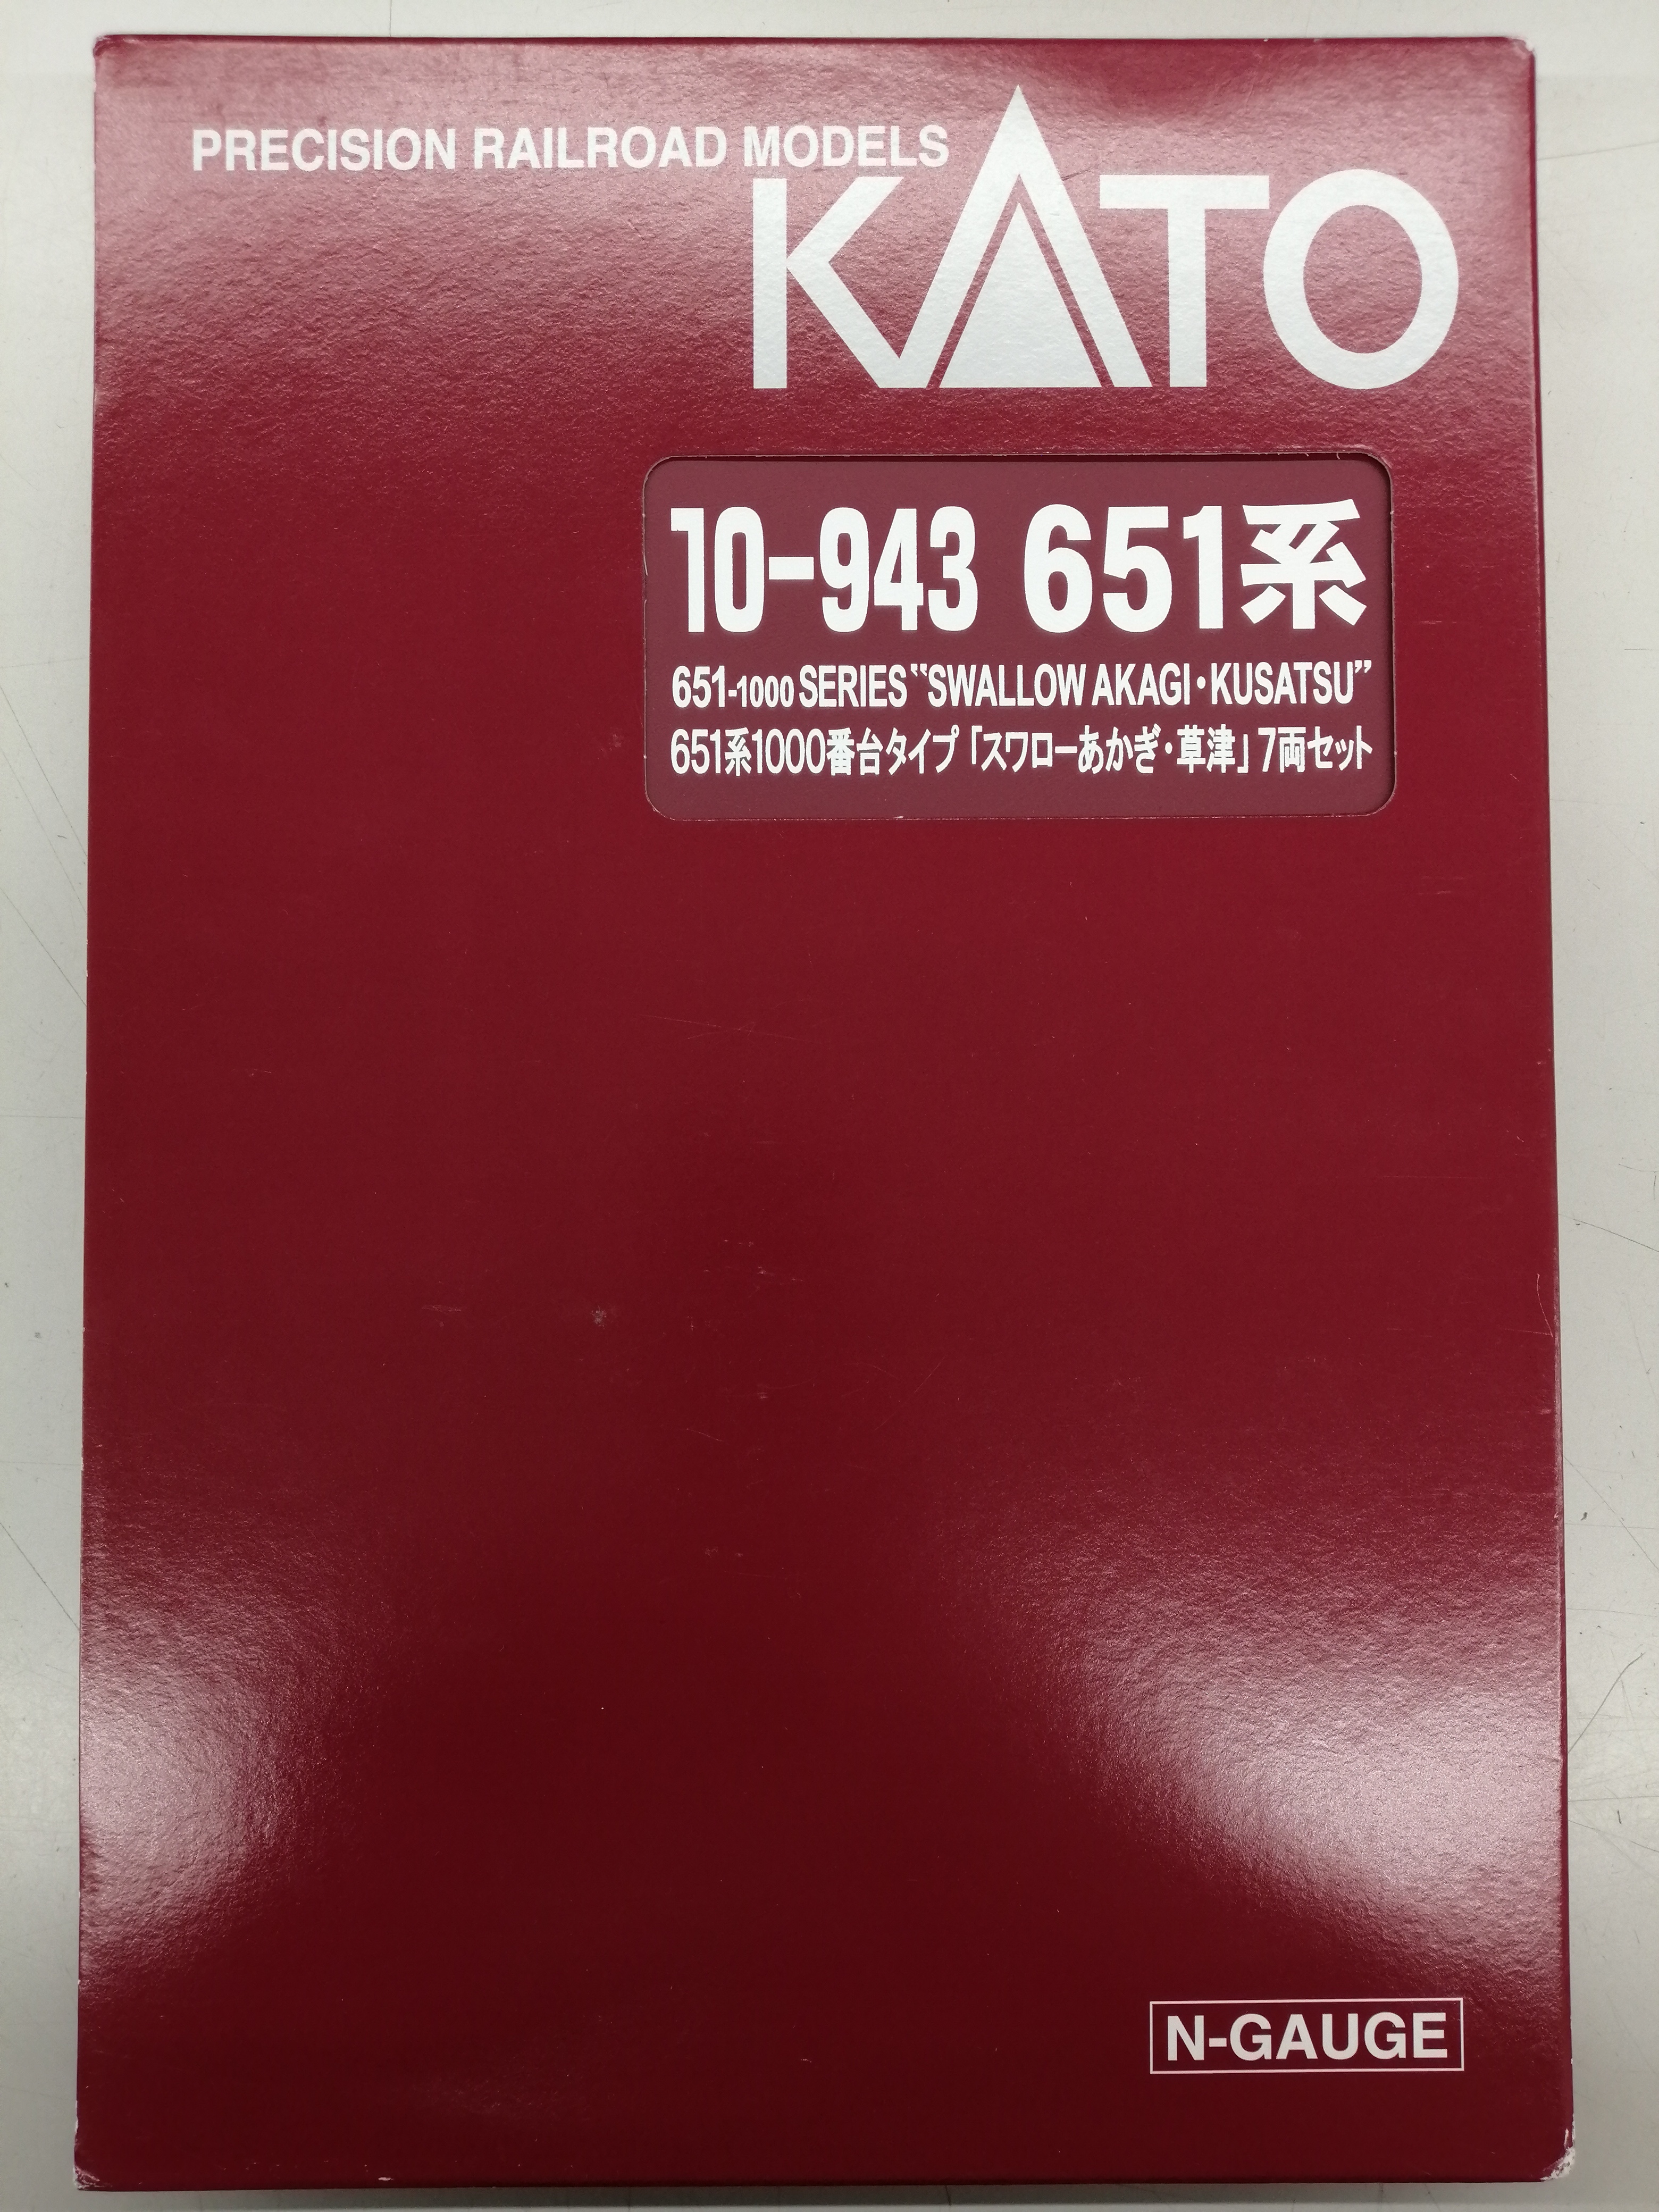 PRECISION RAILROAD MODELS
KATO
10-943 651系
651-1000 SERIES “SWALLOW AKAGI・KUSATSU”
651系1000番台タイプ「スワローあかぎ・草津」7両セット
N-GAUGE